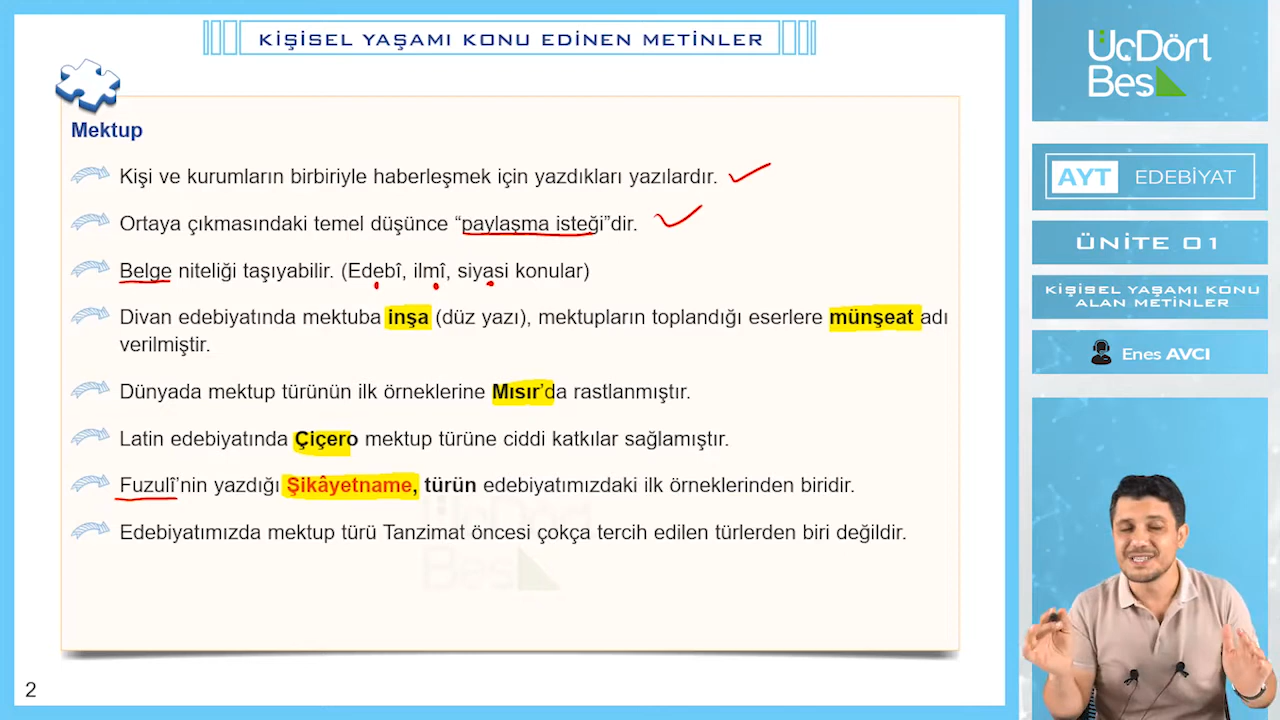 KİŞİSEL YAŞAMI KONU EDİNEN METİNLER
Mektup
Kişi ve kurumların birbiriyle haberleşmek için yazdıkları yazılardır.
Ortaya çıkmasındaki temel düşünce “paylaşma isteği”dir.
Belge niteliği taşıyabilir. (Edebî, ilmî, siyasi konular)
Divan edebiyatında mektuba inşa (düz yazı), mektupların toplandığı eserlere münşeat adı
verilmiştir.
Dünyada mektup türünün ilk örneklerine Mısır’da rastlanmıştır.
Latin edebiyatında Çiçero mektup türüne ciddi katkılar sağlamıştır.
Fuzulî’nin yazdığı Şikâyetname, türün edebiyatımızdaki ilk örneklerinden biridir.
Edebiyatımızda mektup türü Tanzimat öncesi çokça tercih edilen türlerden biri değildir.
ÜçDört
Beş
2
ÜçDört
Beş
AYT EDEBİYAT
ÜNİTE 01
KİŞİSEL YAŞAMI KONU
ALAN METİNLER
Enes AVCI